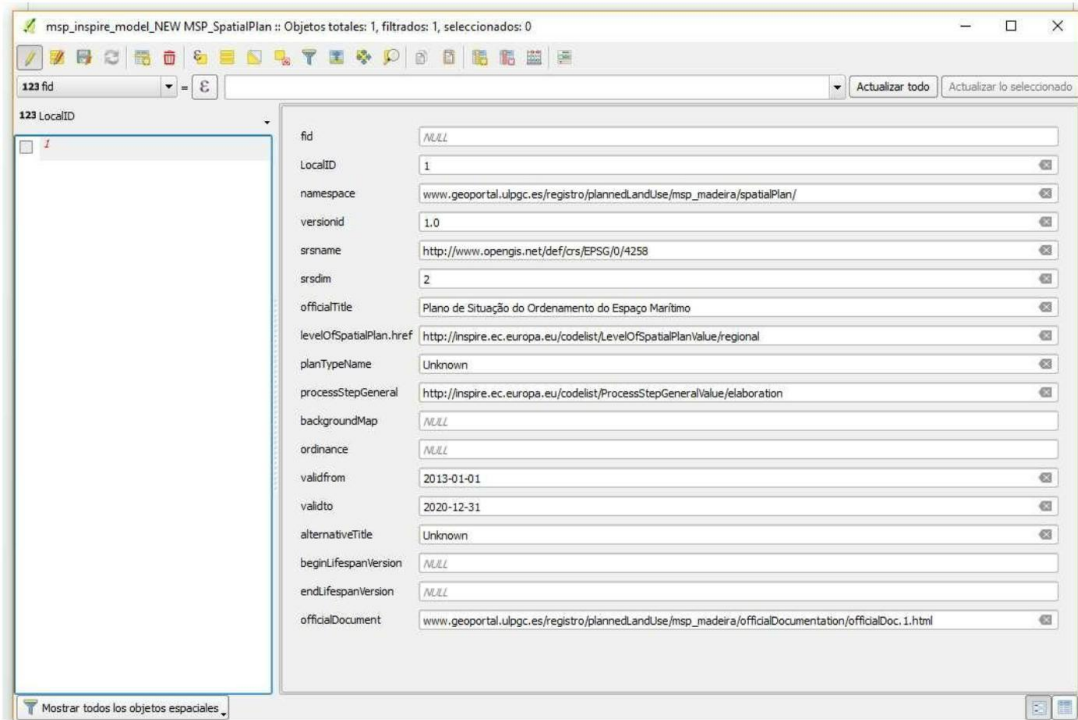 msp_inspire_model_NEW MSP_SpatialPlan :: Objetos totales: 1, filtrados: 1, seleccionados: 0
123 fid = ε Actualizar todo Actualizar lo seleccionado
123 LocalID
1
fid NULL
LocalID 1
namespace www.geoportal.ulpgc.es/registro/plannedLandUse/msp_madeira/spatialPlan/
versionid 1.0
srsname http://www.opengis.net/def/crs/EPSG/0/4258
srsdim 2
officialTitle Plano de Situação do Ordenamento do Espaço Marítimo
levelOfSpatialPlan.href http://inspire.ec.europa.eu/codelist/LevelOfSpatialPlanValue/regional
planTypeName Unknown
processStepGeneral http://inspire.ec.europa.eu/codelist/ProcessStepGeneralValue/elaboration
backgroundMap NULL
ordinance NULL
validfrom 2013-01-01
validto 2020-12-31
alternativeTitle Unknown
beginLifespanVersion NULL
endLifespanVersion NULL
officialDocument www.geoportal.ulpgc.es/registro/plannedLandUse/msp_madeira/officialDocumentation/officialDoc.1.html
Mostrar todos los objetos espaciales